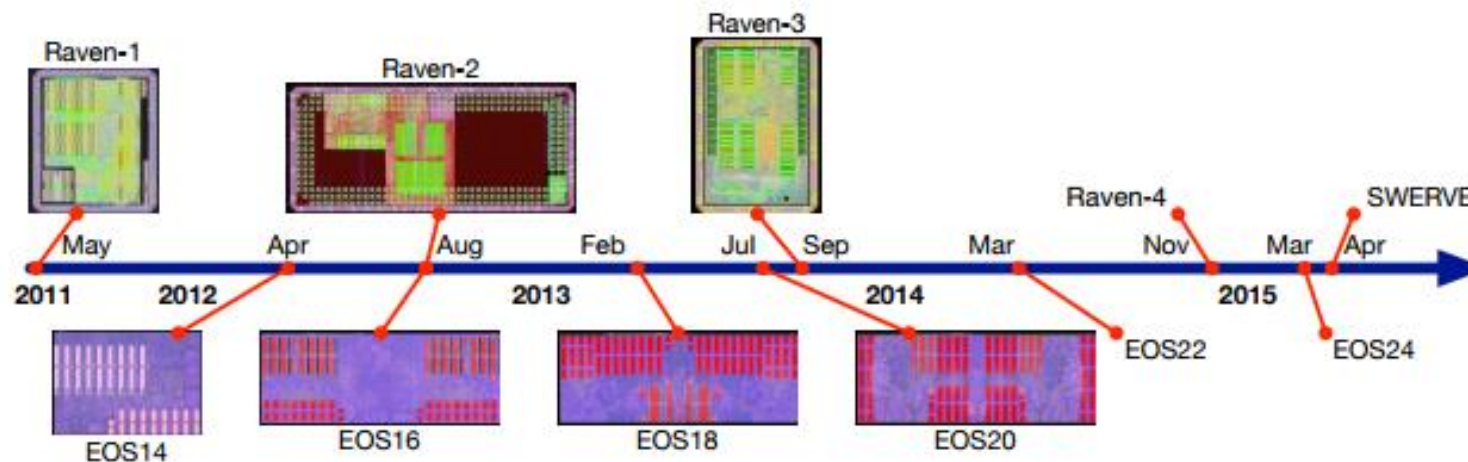 Raven-1
Raven-2
Raven-3
Raven-4
SWERVE
May
Apr
Aug
Feb
Jul
Sep
Mar
Nov
Mar
Apr
2011
2012
2013
2014
2015
EOS14
EOS16
EOS18
EOS20
EOS22
EOS24